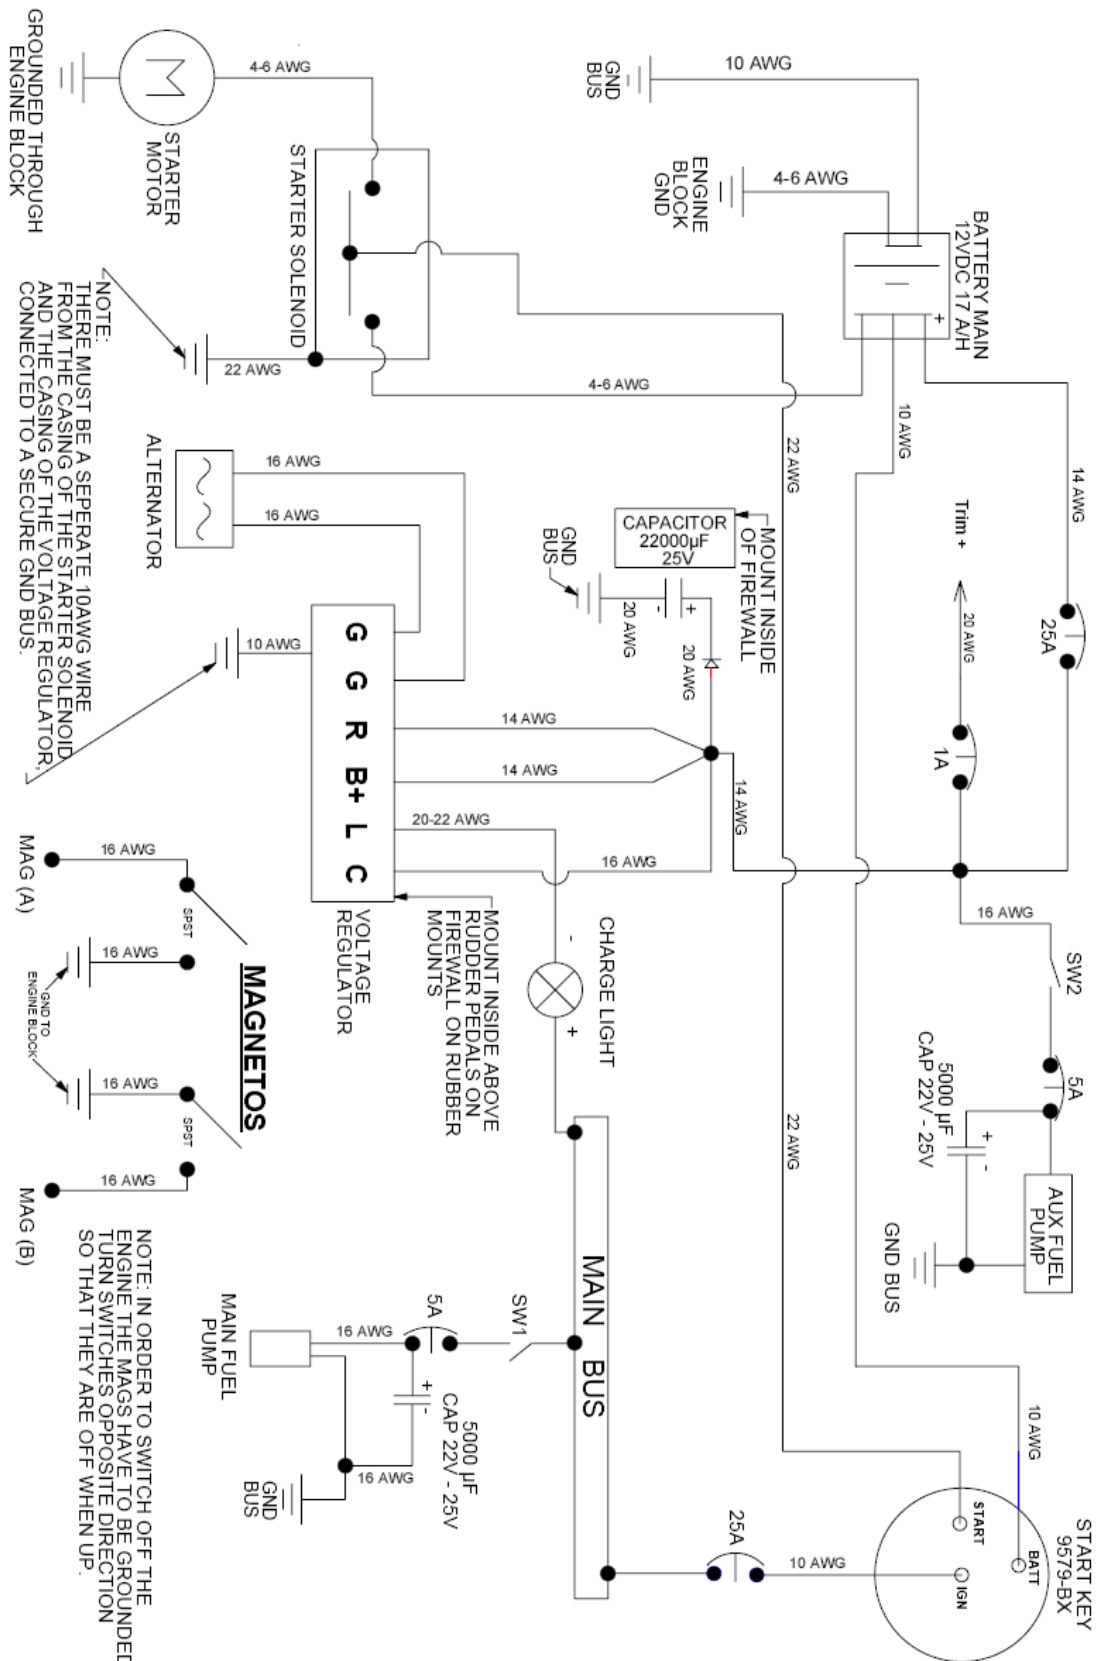 GROUNDED THROUGH
ENGINE BLOCK
M
STARTER
MOTOR
4-6 AWG
STARTER SOLENOID
22 AWG
NOTE:
THERE MUST BE A SEPERATE 10AWG WIRE
FROM THE CASING OF THE STARTER SOLENOID
AND THE CASING OF THE VOLTAGE REGULATOR,
CONNECTED TO A SECURE GND BUS.
10 AWG
GND
BUS
ENGINE
BLOCK
GND
4-6 AWG
BATTERY MAIN
12VDC 17 A/H
+
4-6 AWG
10 AWG
14 AWG
22 AWG
25A
Trim +
20 AWG
1A
ALTERNATOR
16 AWG
16 AWG
CAPACITOR
22000µF
25V
MOUNT INSIDE
OF FIREWALL
GND
BUS
20 AWG
- +
20 AWG
10 AWG
G G R B+ L C
14 AWG
14 AWG
14 AWG
20-22 AWG
16 AWG
VOLTAGE
REGULATOR
MOUNT INSIDE ABOVE
RUDDER PEDALS ON
FIREWALL ON RUBBER
MOUNTS
CHARGE LIGHT
-
+
16 AWG
SW2
5A
5000 µF
CAP 22V - 25V
+ -
AUX FUEL
PUMP
GND BUS
MAG (A)
16 AWG
SPST
16 AWG
GND TO
ENGINE BLOCK
MAGNETOS
16 AWG
SPST
16 AWG
MAG (B)
NOTE: IN ORDER TO SWITCH OFF THE
ENGINE THE MAGS HAVE TO BE GROUNDED
TURN SWITCHES OPPOSITE DIRECTION
SO THAT THEY ARE OFF WHEN UP.
MAIN BUS
22 AWG
SW1
5A
16 AWG
MAIN FUEL
PUMP
+ -
5000 µF
CAP 22V - 25V
16 AWG
GND
BUS
25A
10 AWG
10 AWG
START KEY
9579-BX
START
BATT
IGN